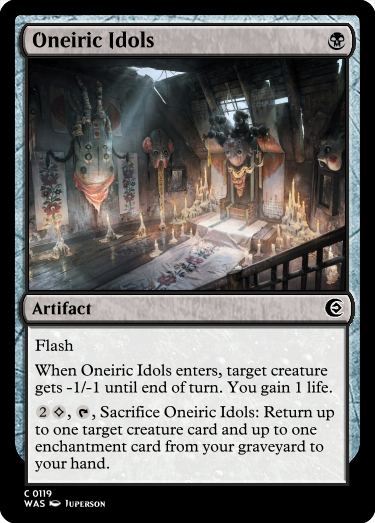 Oneiric Idols
Artifact
Flash
When Oneiric Idols enters, target creature
gets -1/-1 until end of turn. You gain 1 life.
2 , , Sacrifice Oneiric Idols: Return up
to one target creature card and up to one
enchantment card from your graveyard to
your hand.
C 0119
WAS Juperson